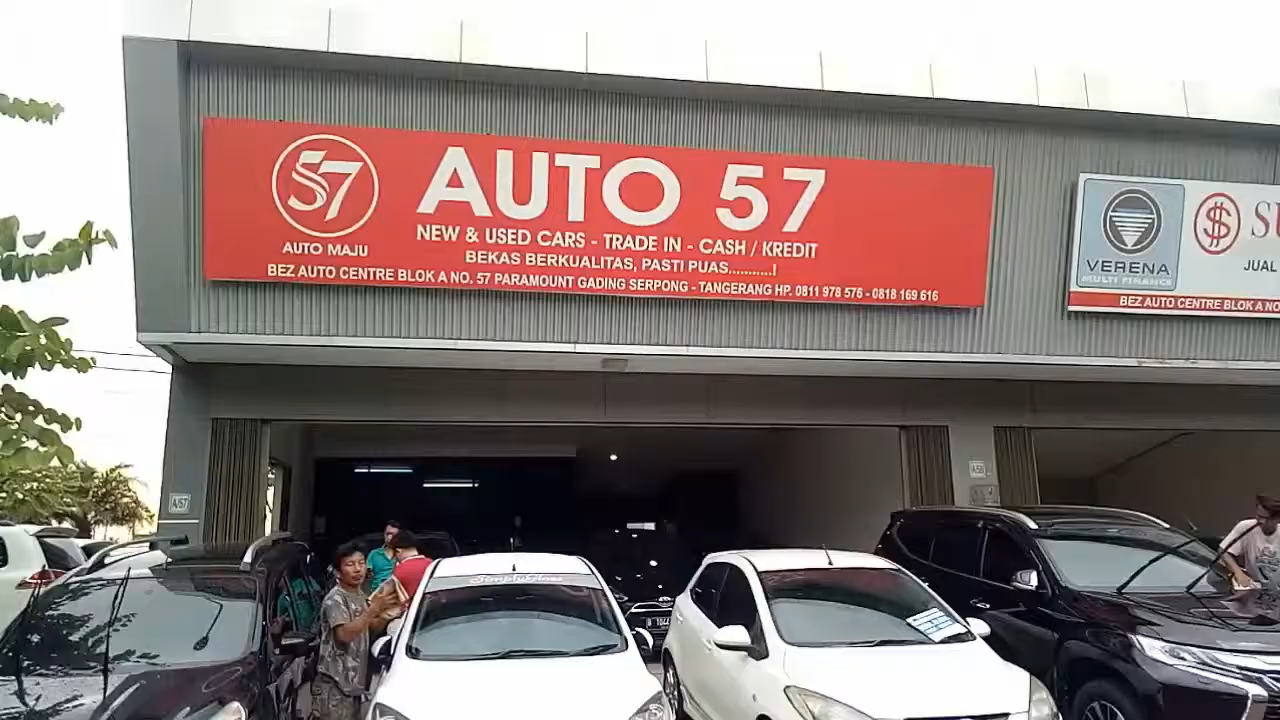 57
AUTO MAJU
AUTO 57
NEW & USED CARS - TRADE IN - CASH / KREDIT
BEKAS BERKUALITAS, PASTI PUAS..........!
BEZ AUTO CENTRE BLOK A NO. 57 PARAMOUNT GADING SERPONG - TANGERANG HP. 0811 978 576 - 0818 169 616
VERENA
MULTI FINANCE
$
JUAL
BEZ AUTO CENTRE BLOK A NO
A/57